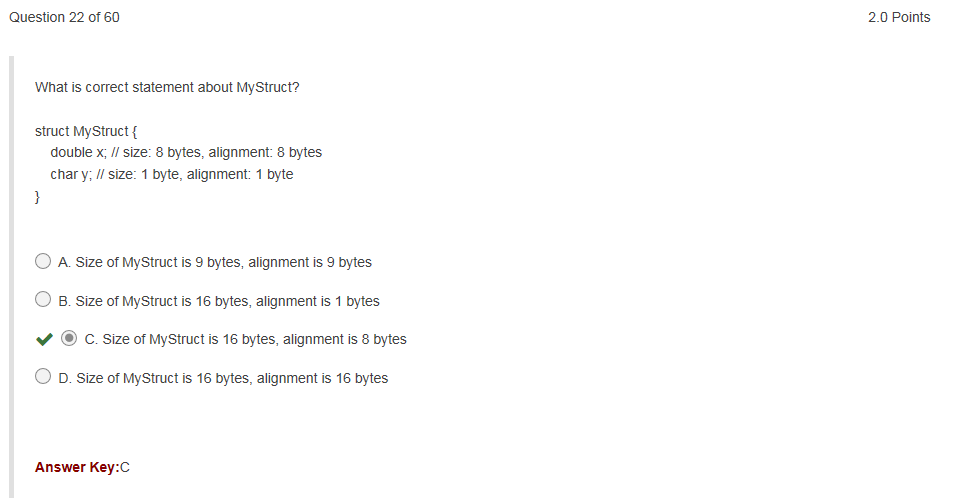 Question 22 of 60
2.0 Points
What is correct statement about MyStruct?
struct MyStruct {
double x; // size: 8 bytes, alignment: 8 bytes
char y; // size: 1 byte, alignment: 1 byte
}
A. Size of MyStruct is 9 bytes, alignment is 9 bytes
B. Size of MyStruct is 16 bytes, alignment is 1 bytes
C. Size of MyStruct is 16 bytes, alignment is 8 bytes
D. Size of MyStruct is 16 bytes, alignment is 16 bytes
Answer Key:C